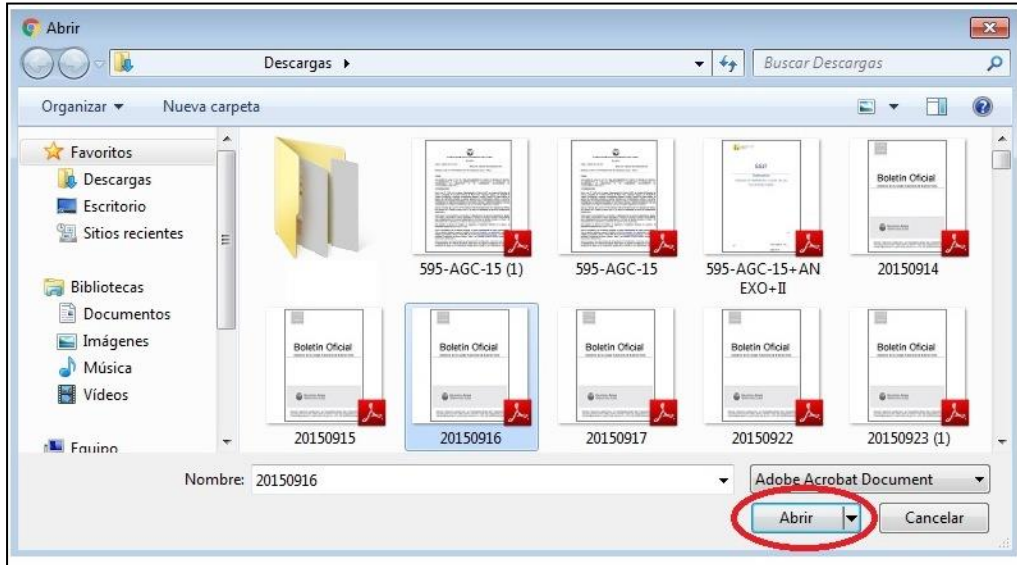 Abrir
Descargas
Buscar Descargas
Organizar
Nueva carpeta
Favoritos
Descargas
Escritorio
Sitios recientes
Bibliotecas
Documentos
Imágenes
Música
Vídeos
Equipo
595-AGC-15 (1)
595-AGC-15
595-AGC-15+AN
EXO+II
Boletín Oficial
20150914
Boletín Oficial
20150915
Boletín Oficial
20150916
Boletín Oficial
20150917
Boletín Oficial
20150922
Boletín Oficial
20150923 (1)
Nombre: 20150916
Adobe Acrobat Document
Abrir
Cancelar